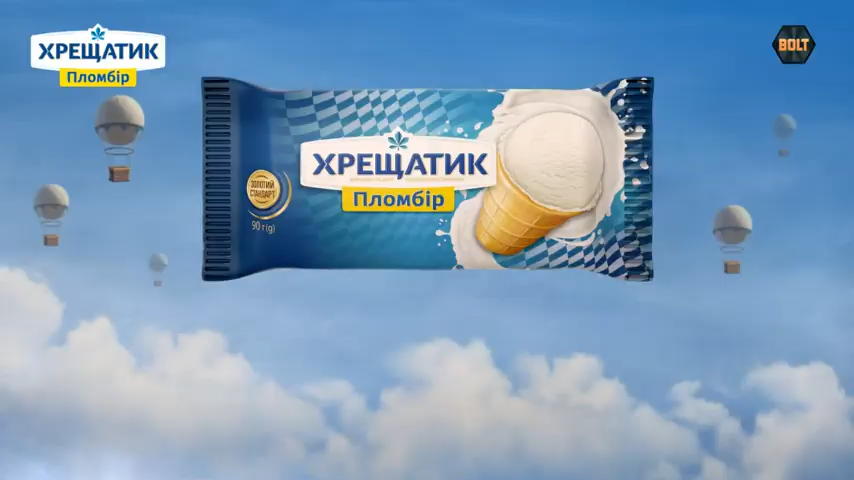 ХРЕЩАТИК
Пломбір
BOLT
ХРЕЩАТИК
Пломбір
ЗОЛОТИЙ
СТАНДАРТ
90 г(g)